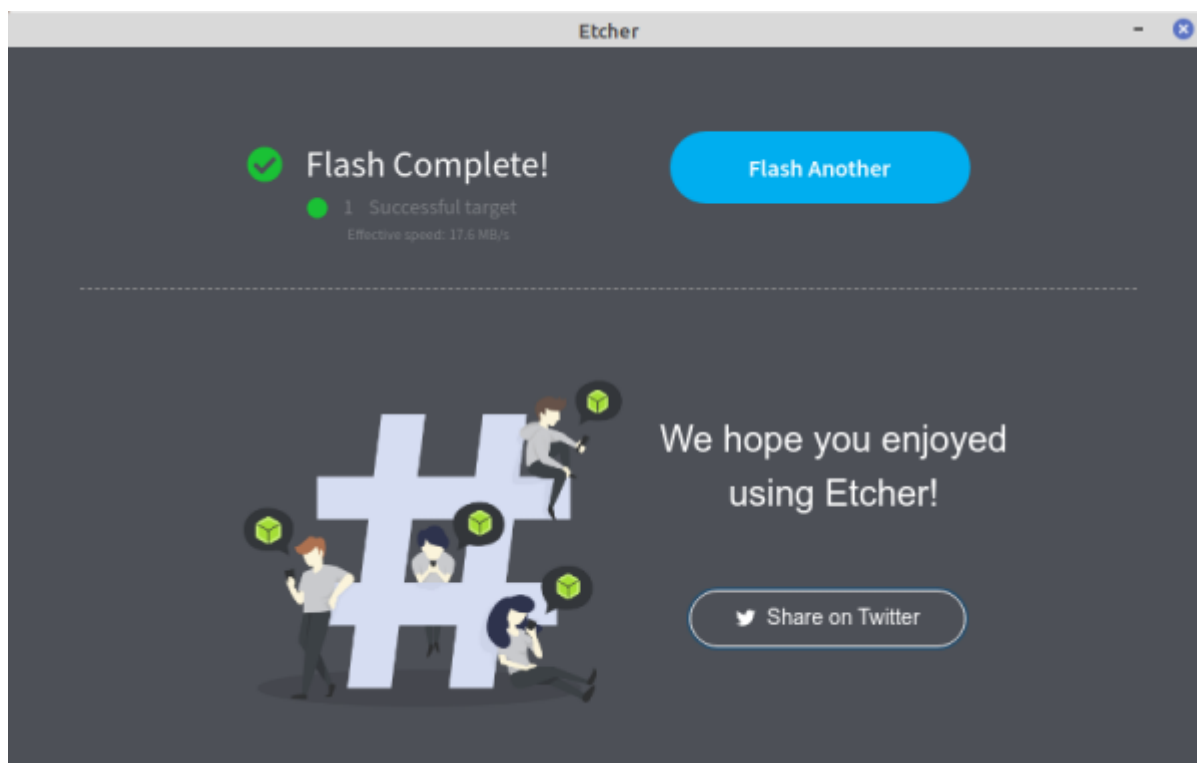 Etcher
Flash Complete!
Flash Another
1 Successful target
Effective speed: 17.6 MB/s
We hope you enjoyed
using Etcher!
Share on Twitter